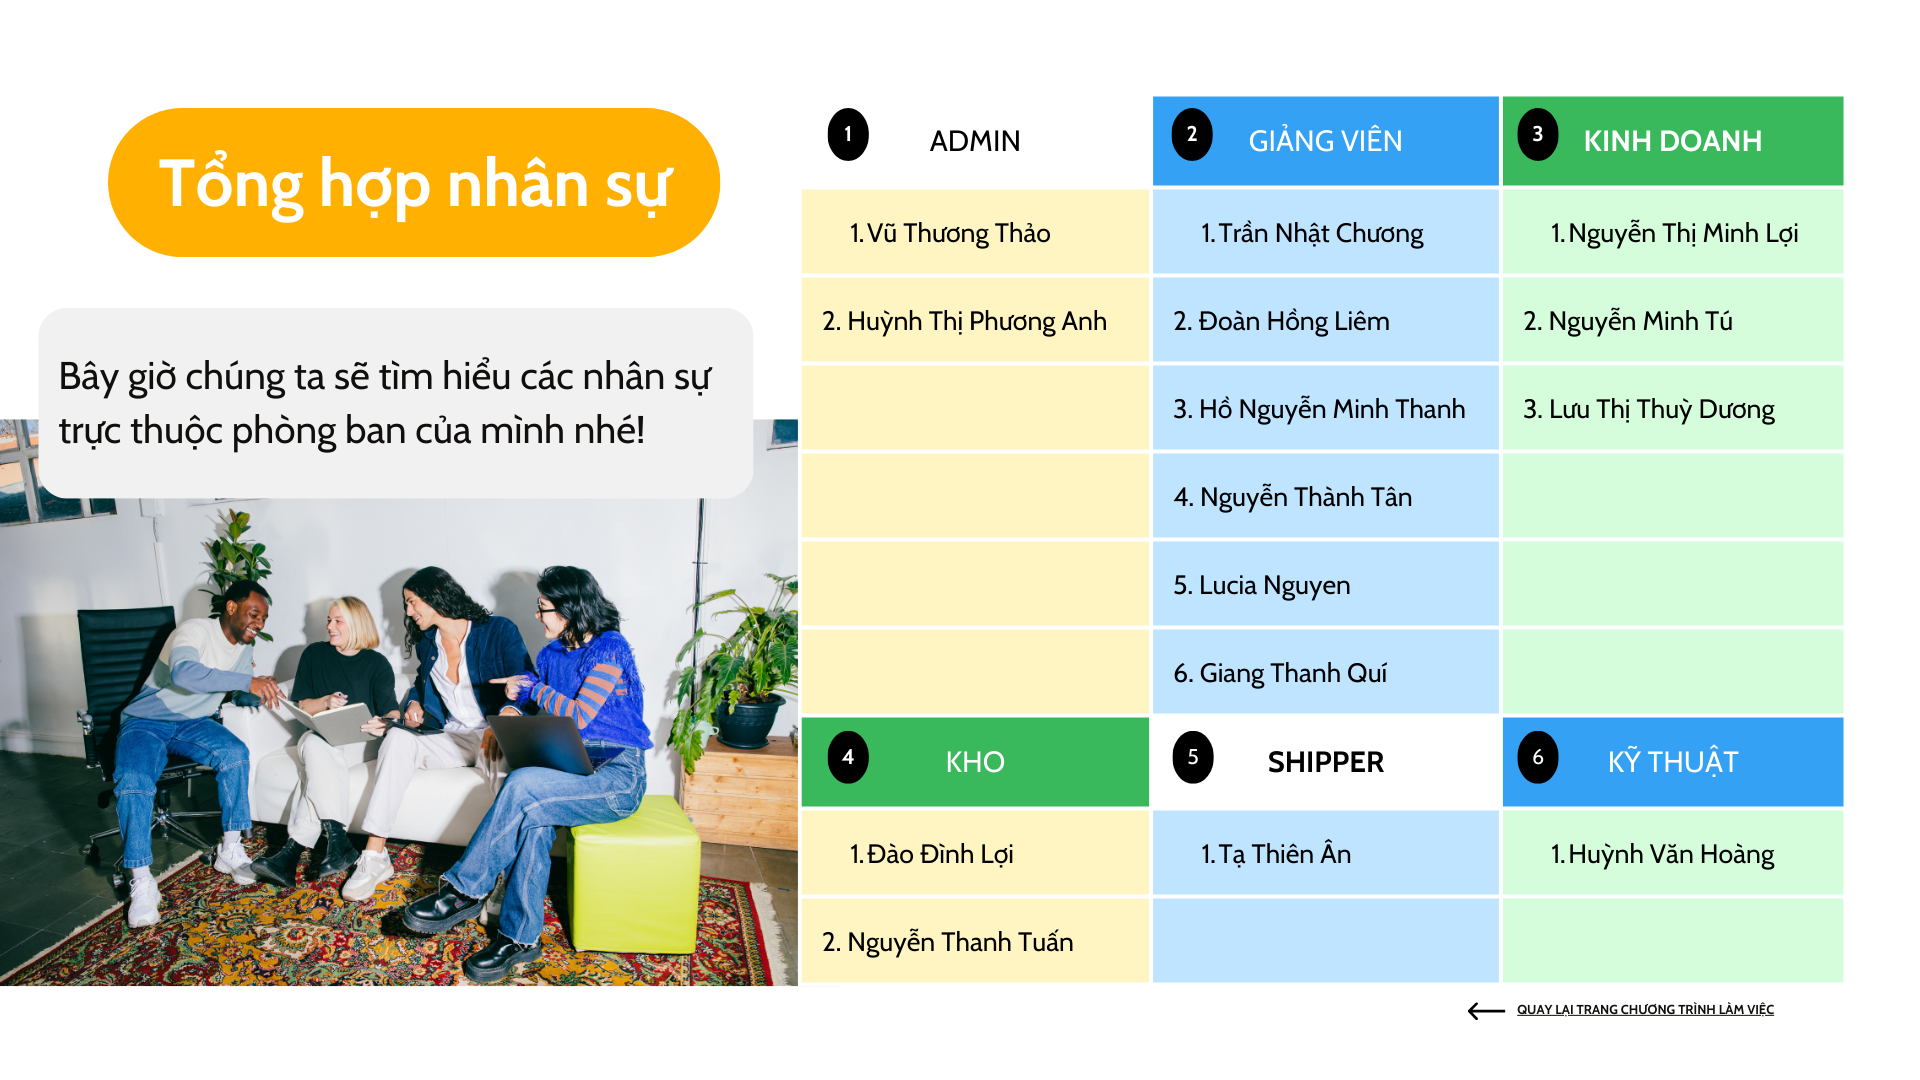 Tổng hợp nhân sự
Bây giờ chúng ta sẽ tìm hiểu các nhân sự
trực thuộc phòng ban của mình nhé!
1 ADMIN
2 GIẢNG VIÊN
3 KINH DOANH
1. Vũ Thương Thảo
1. Trần Nhật Chương
1. Nguyễn Thị Minh Lợi
2. Huỳnh Thị Phương Anh
2. Đoàn Hồng Liêm
2. Nguyễn Minh Tú
3. Hồ Nguyễn Minh Thanh
3. Lưu Thị Thuỳ Dương
4. Nguyễn Thành Tân
5. Lucia Nguyen
6. Giang Thanh Quí
4 KHO
5 SHIPPER
6 KỸ THUẬT
1. Đào Đình Lợi
1. Tạ Thiên Ân
1. Huỳnh Văn Hoàng
2. Nguyễn Thanh Tuấn
QUAY LẠI TRANG CHƯƠNG TRÌNH LÀM VIỆC